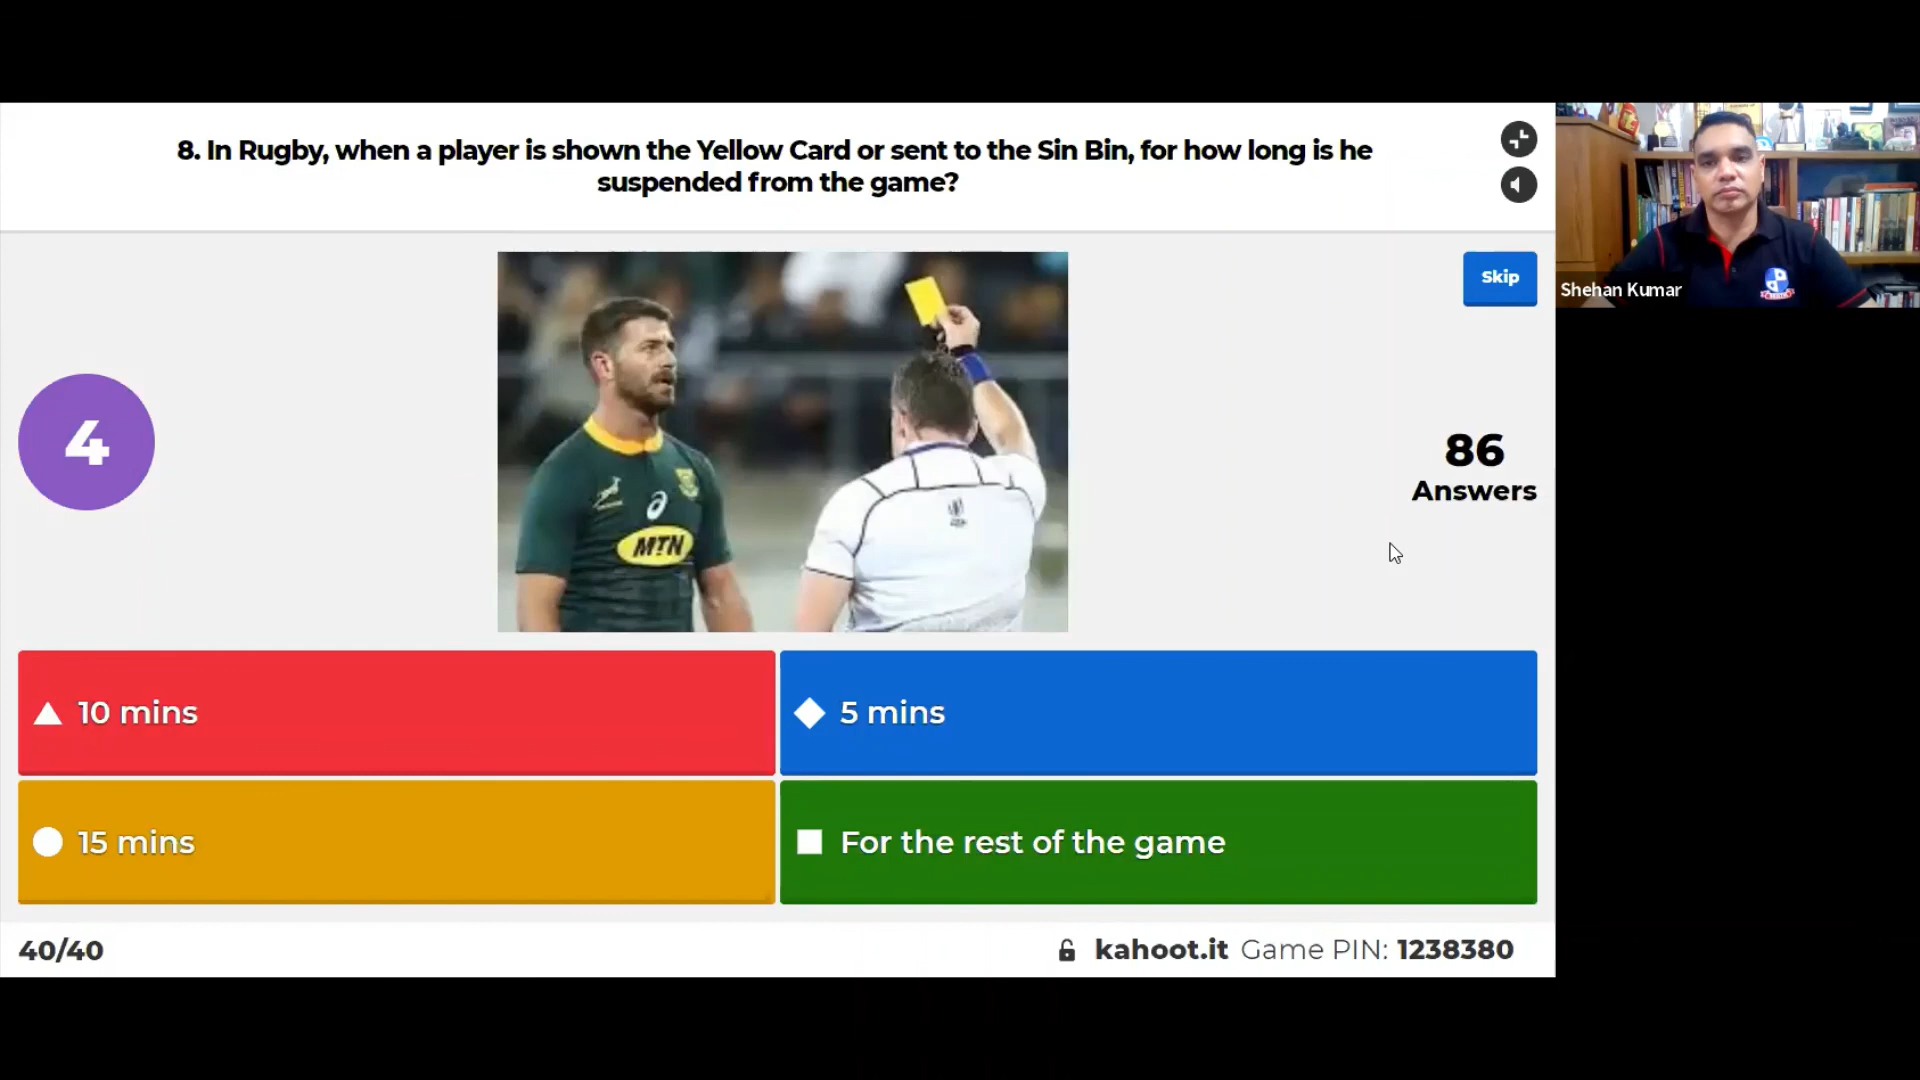 8. In Rugby, when a player is shown the Yellow Card or sent to the Sin Bin, for how long is he
suspended from the game?
Skip
Shehan Kumar
4
MTN
86
Answers
10 mins
5 mins
15 mins
For the rest of the game
40/40
kahoot.it Game PIN: 1238380